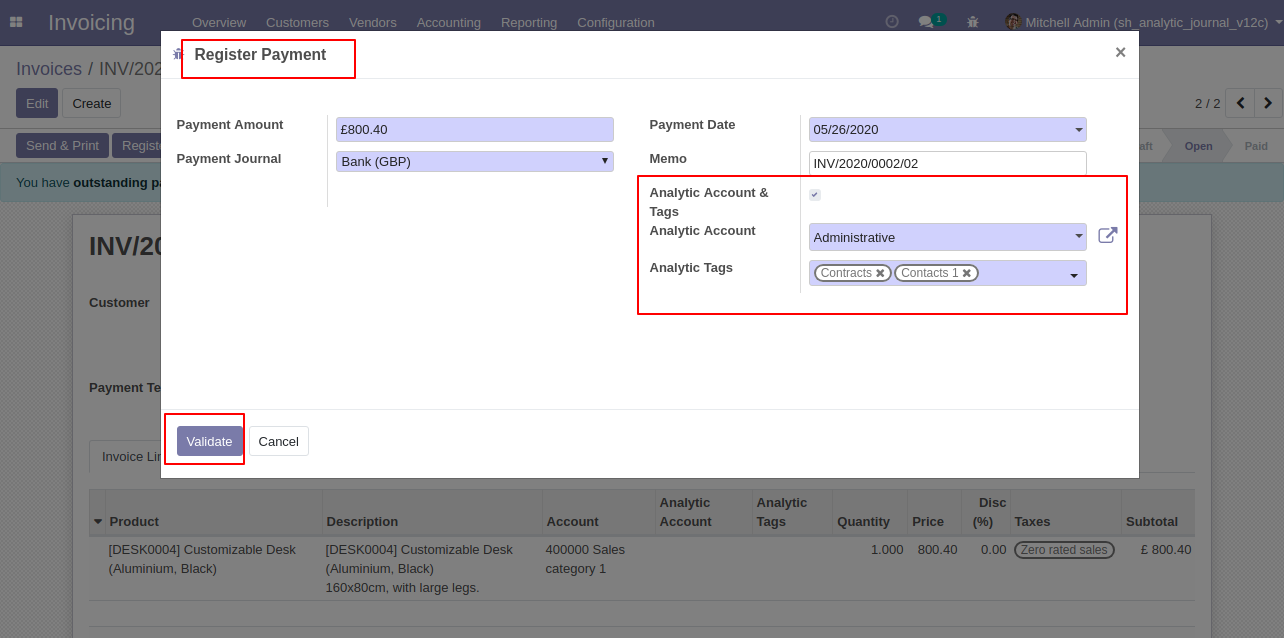 Invoicing
Overview
Customers
Vendors
Accounting
Reporting
Configuration
1
Mitchell Admin (sh_analytic_journal_v12c)
Invoices / INV/202
Edit
Create
2 / 2
Send & Print
Registe
aft
Open
Paid
You have outstanding pa
Register Payment
×
Payment Amount
£800.40
Payment Journal
Bank (GBP)
Payment Date
05/26/2020
Memo
INV/2020/0002/02
Analytic Account &
Tags
Analytic Account
Administrative
Analytic Tags
Contracts
Contacts 1
Validate
Cancel
INV/20
Customer
Payment Te
Invoice Lin
Product
Description
Account
Analytic
Account
Analytic
Tags
Quantity
Price
Disc
(%)
Taxes
Subtotal
[DESK0004] Customizable Desk
(Aluminium, Black)
[DESK0004] Customizable Desk
(Aluminium, Black)
160x80cm, with large legs.
400000 Sales
category 1
1.000
800.40
0.00
Zero rated sales
£ 800.40